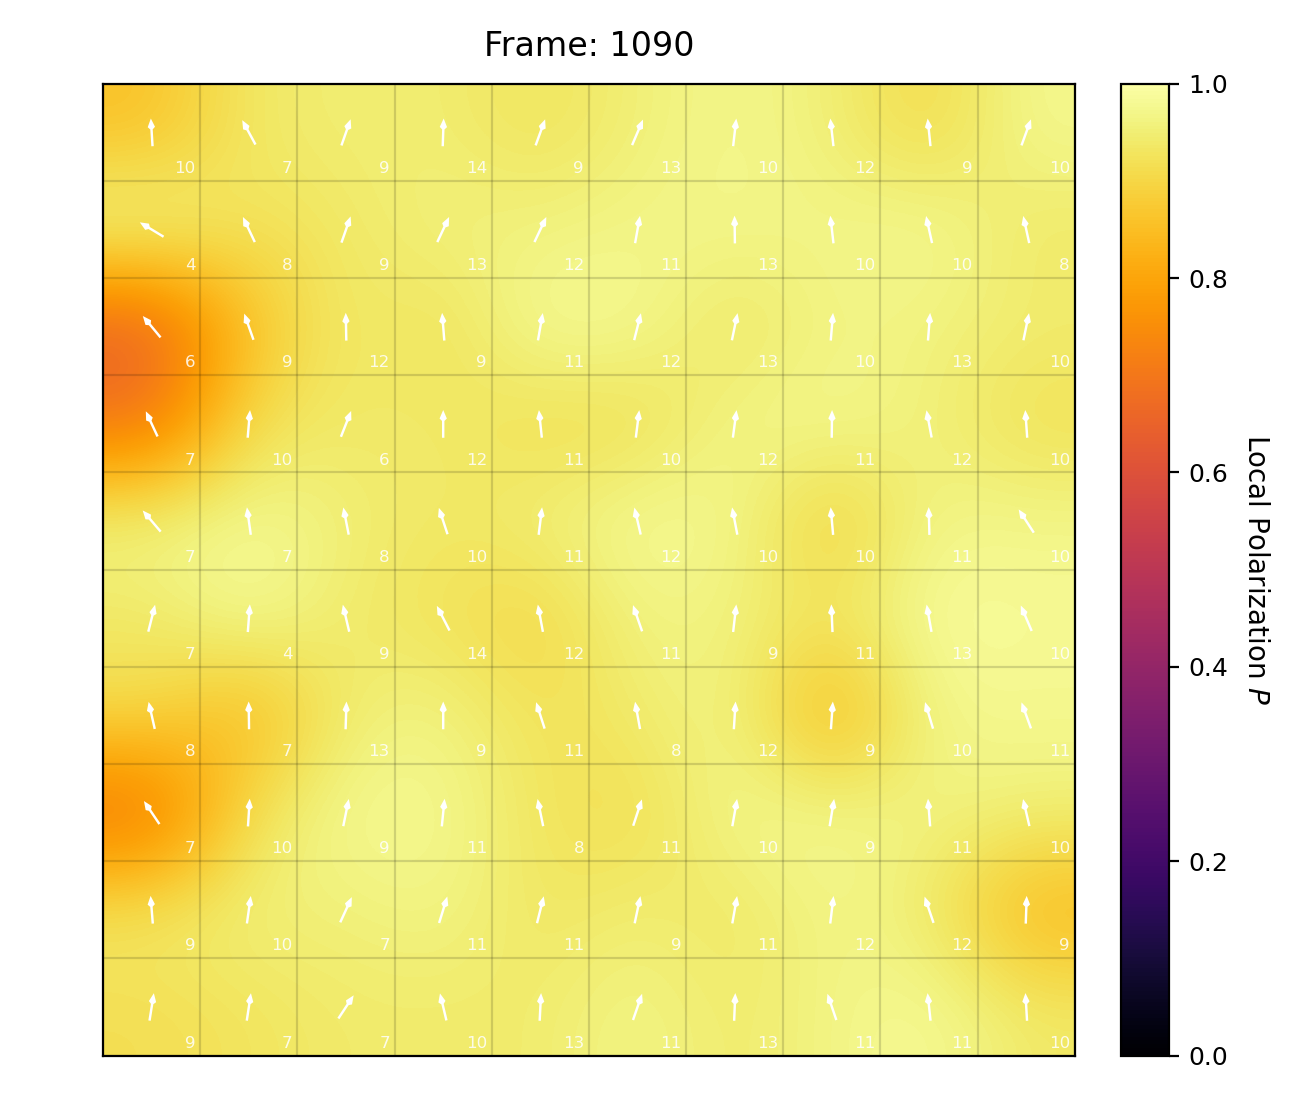 Frame: 1090
10 7 9 14 9 13 10 12 9 10
4 8 9 13 12 11 13 10 10 8
6 9 12 9 11 12 13 10 13 10
7 10 6 12 11 10 12 11 12 10
7 7 8 10 11 12 10 10 11 10
7 4 9 14 12 11 9 11 13 10
8 7 13 9 11 8 12 9 10 11
7 10 9 11 8 11 10 9 11 10
9 10 7 11 11 9 11 12 12 9
9 7 7 10 13 11 13 11 11 10
1.0
0.8
0.6
0.4
0.2
0.0
Local Polarization P